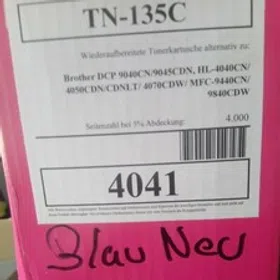 TN-135C
Wiederaufbereitete Tonerkartusche alternativ zu:
Brother DCP 9040CN/9045CDN, HL-4040CN/
4050CDN/CDNLT/ 4070CDW/ MFC-9440CN/
9840CDW
Seitenzahl bei 5% Abdeckung: 4.000
4041
Blau Neu